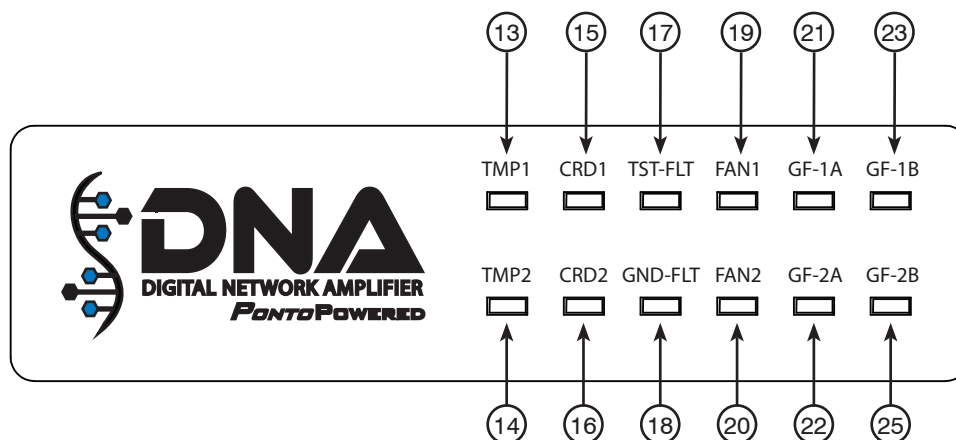 13 15 17 19 21 23
TMP1 CRD1 TST-FLT FAN1 GF-1A GF-1B
DNA
TMP2 CRD2 GND-FLT FAN2 GF-2A GF-2B
DIGITAL NETWORK AMPLIFIER
PONTOPOWERED
14 16 18 20 22 25